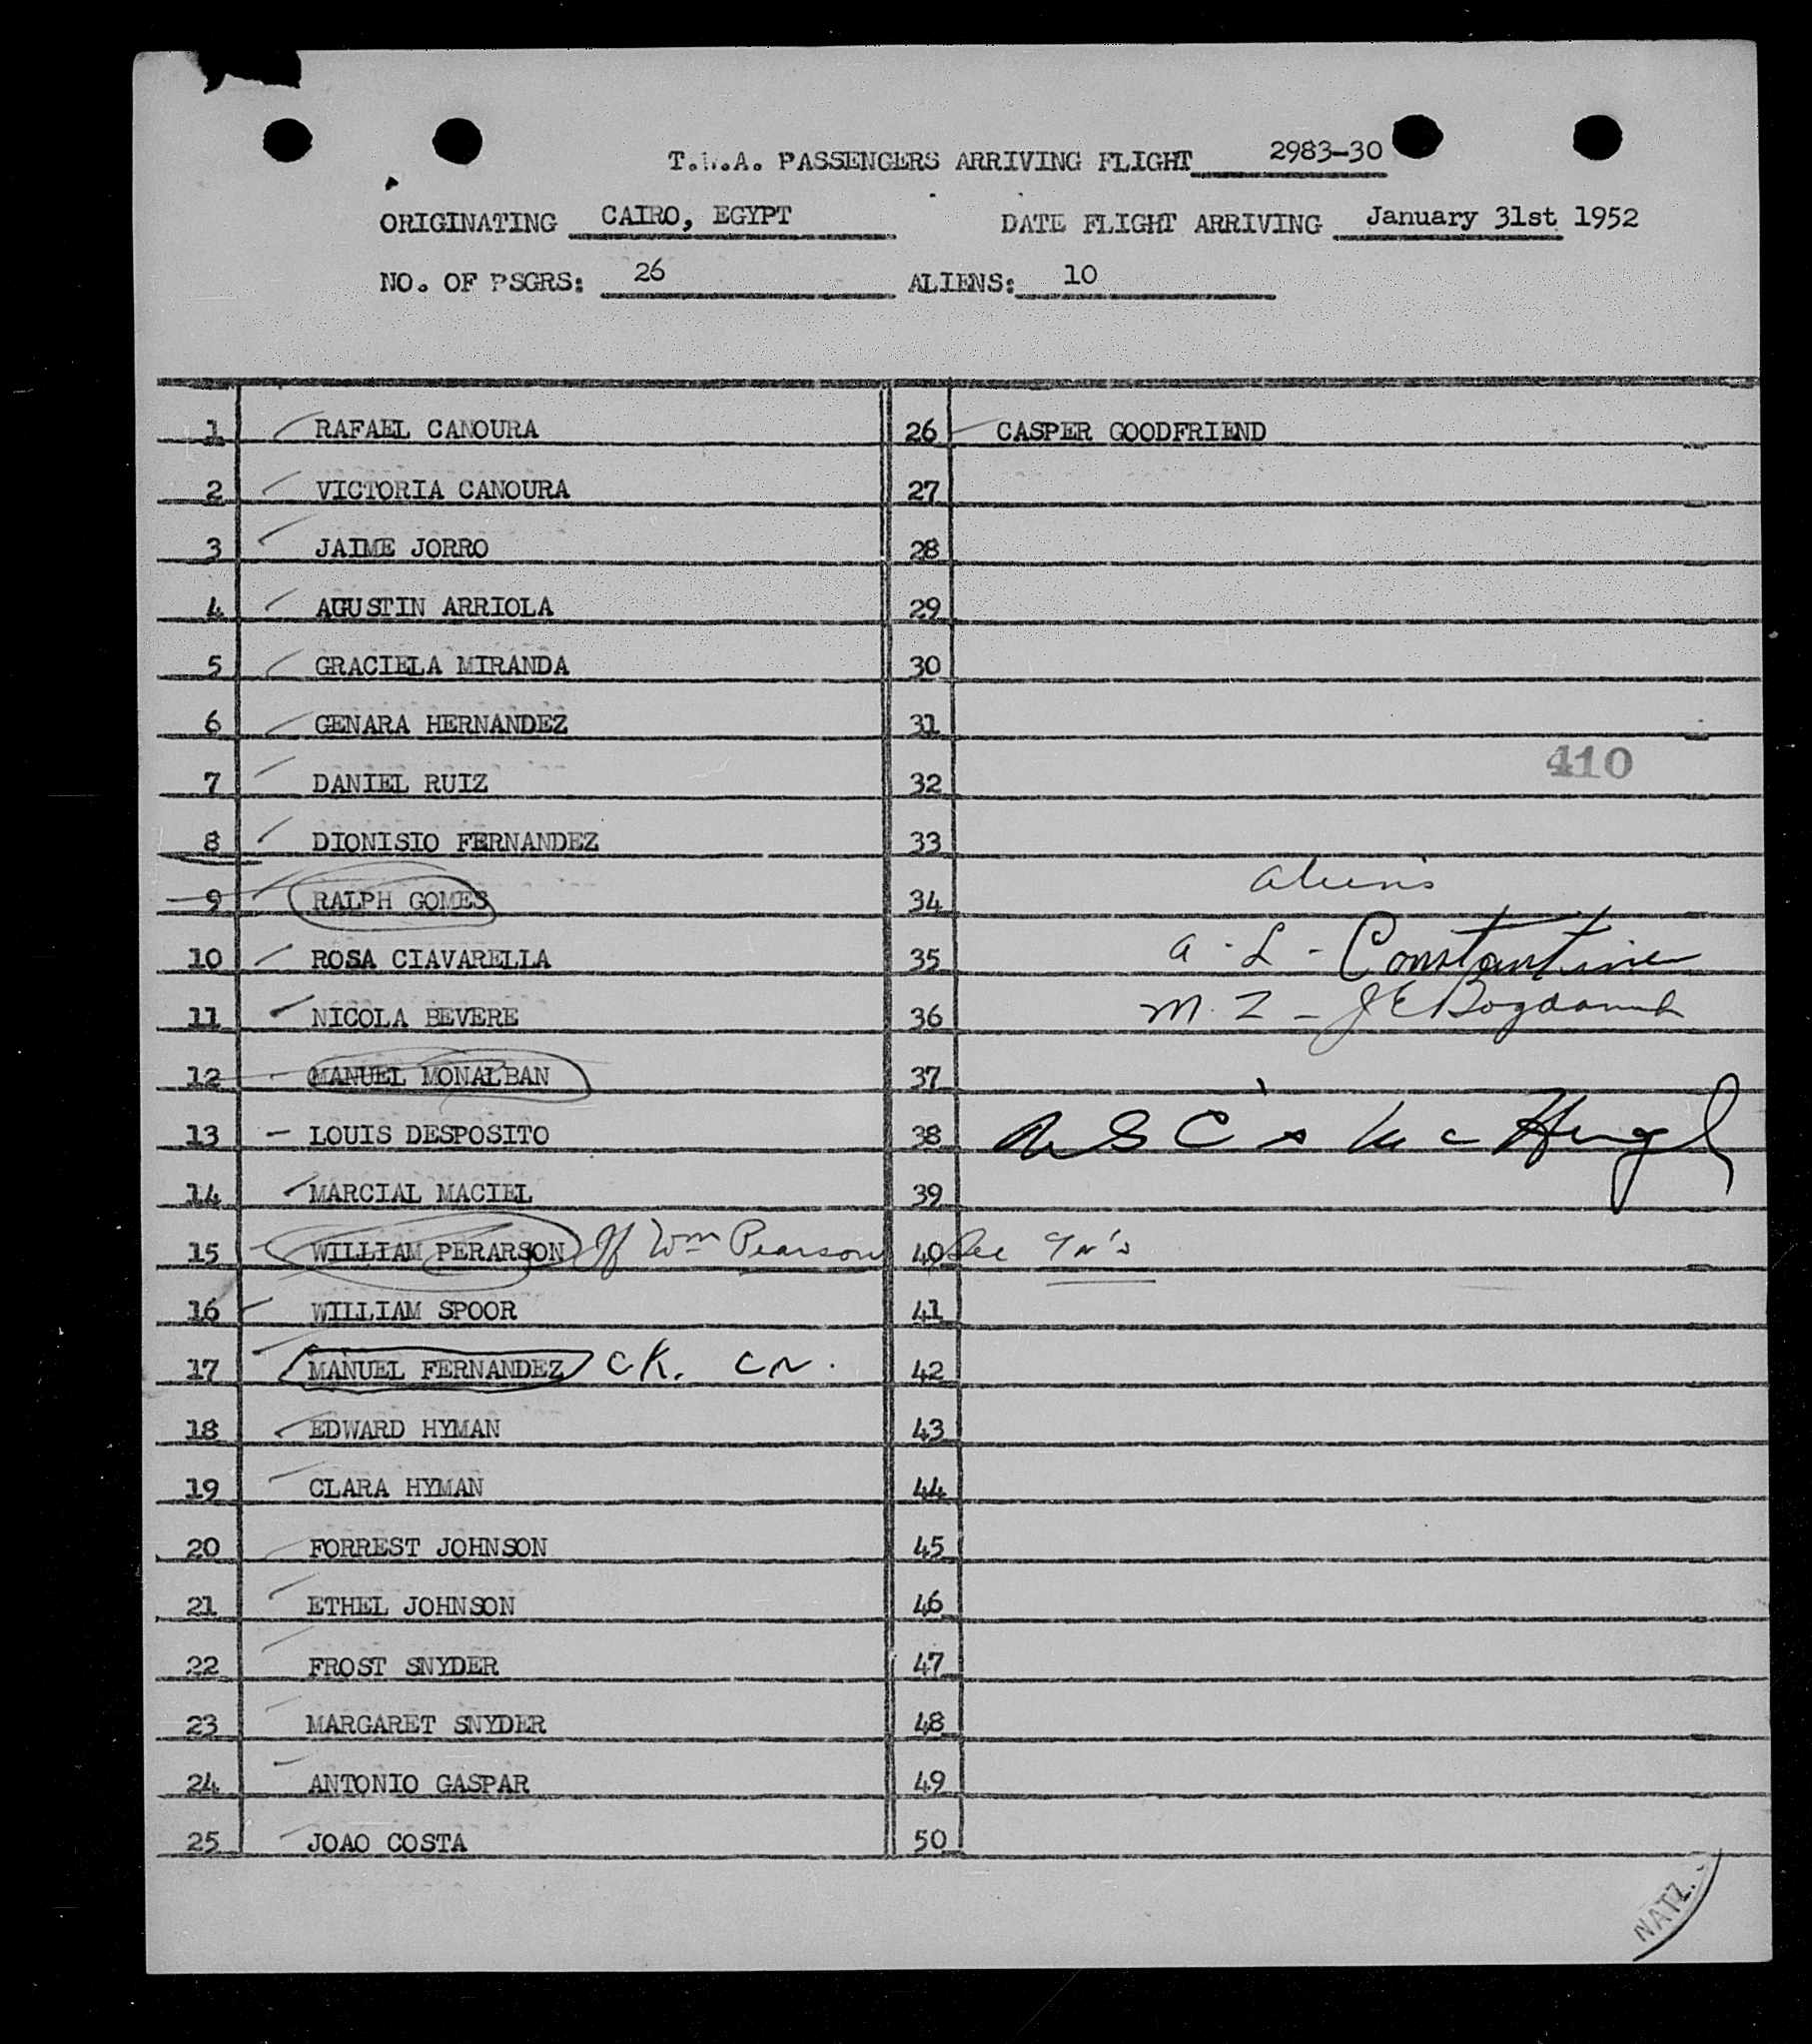 T.W.A. PASSENGERS ARRIVING FLIGHT 2983-30
ORIGINATING CAIRO, EGYPT DATE FLIGHT ARRIVING January 31st 1952
NO. OF PSGRS: 26 ALIENS: 10
1 RAFAEL CANOURA 26 CASPER GOODFRIEND
2 VICTORIA CANOURA 27
3 JAIME JORRO 28
4 AGUSTIN ARRIOLA 29
5 GRACIELA MIRANDA 30
6 GENARA HERNANDEZ 31
410
7 DANIEL RUIZ 32
8 DIONISIO FERNANDEZ 33
9 RALPH GOMES 34 aliens
10 ROSA CIAVARELLA 35 A-L - Constantine
11 NICOLA BEVERE 36 M-Z - J E
12 MANUEL MONALBAN 37
13 LOUIS DESPOSITO 38 USC's
14 MARCIAL MACIEL 39
15 WILLIAM PERARSON If Wm Pearson 40 See
16 WILLIAM SPOOR 41
17 MANUEL FERNANDEZ CK. 42
18 EDWARD HYMAN 43
19 CLARA HYMAN 44
20 FORREST JOHNSON 45
21 ETHEL JOHNSON 46
22 FROST SNYDER 47
23 MARGARET SNYDER 48
24 ANTONIO GASPAR 49
25 JOAO COSTA 50
NATZ.